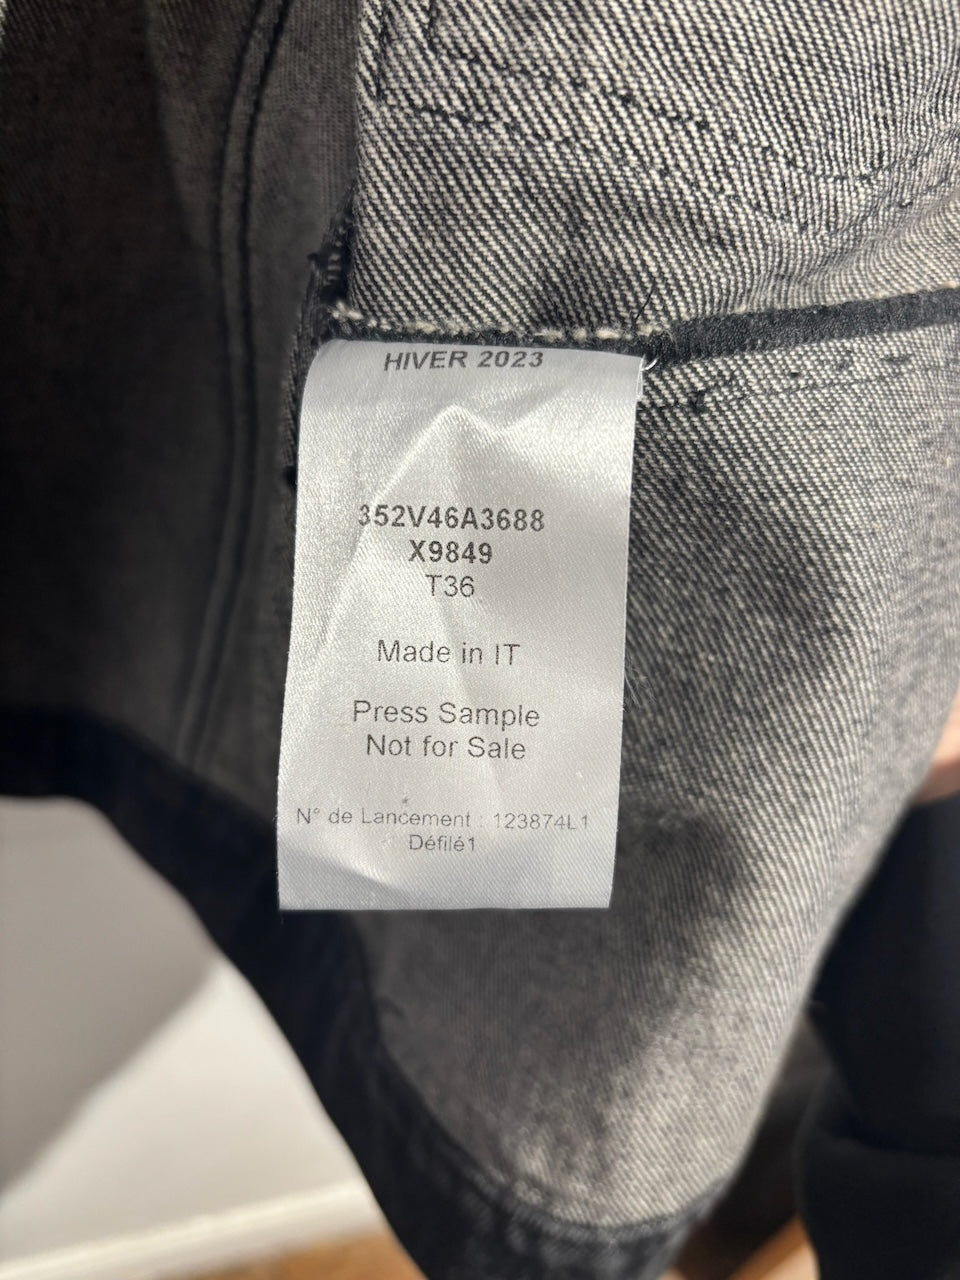 HIVER 2023
352V46A3688
X9849
T36
Made in IT
Press Sample
Not for Sale
N° de Lancement : 123874L1
Défilé1